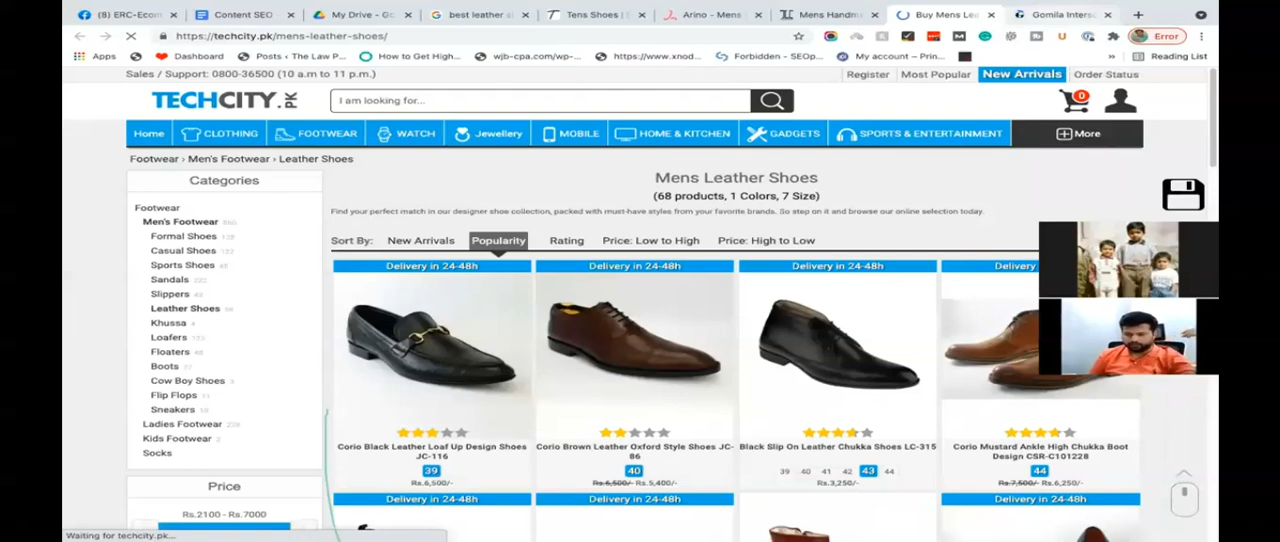 (8) ERC-Ecom
Content SEO
My Drive - Go
best leather s
Tens Shoes | S
Arino - Mens
Mens Handm
Buy Mens Lea
Gomila Interso
https://techcity.pk/mens-leather-shoes/
Error
Apps
Dashboard
Posts ‹ The Law P...
How to Get High...
wjb-cpa.com/wp-...
https://www.xnod...
Forbidden - SEOp...
My account – Prin...
»
Reading List
Sales / Support: 0800-36500 (10 a.m to 11 p.m.)
Register
Most Popular
New Arrivals
Order Status
TECHCITY.PK
I am looking for...
0
Home
CLOTHING
FOOTWEAR
WATCH
Jewellery
MOBILE
HOME & KITCHEN
GADGETS
SPORTS & ENTERTAINMENT
More
Footwear › Men's Footwear › Leather Shoes
Categories
Footwear
Men's Footwear
Formal Shoes
Casual Shoes
Sports Shoes
Sandals
Slippers
Leather Shoes
Khussa
Loafers
Floaters
Boots
Cow Boy Shoes
Flip Flops
Sneakers
Ladies Footwear
Kids Footwear
Socks
Price
Rs.2100 - Rs.7000
Mens Leather Shoes
(68 products, 1 Colors, 7 Size)
Find your perfect match in our designer shoe collection, packed with must-have styles from your favorite brands. So step on it and browse our online selection today.
Sort By:
New Arrivals
Popularity
Rating
Price: Low to High
Price: High to Low
Delivery in 24-48h
Delivery in 24-48h
Delivery in 24-48h
Deliver
Corio Black Leather Loaf Up Design Shoes
JC-116
39
Rs.6,500/-
Corio Brown Leather Oxford Style Shoes JC-
86
40
Rs.6,500/- Rs.5,400/-
Black Slip On Leather Chukka Shoes LC-315
39 40 41 42 43 44
Rs.3,250/-
Corio Mustard Ankle High Chukka Boot
Design CSR-C101228
44
Rs.7,500/- Rs.6,250/-
Delivery in 24-48h
Delivery in 24-48h
Delivery in 24-48h
Delivery in 24-48h
Waiting for techcity.pk...